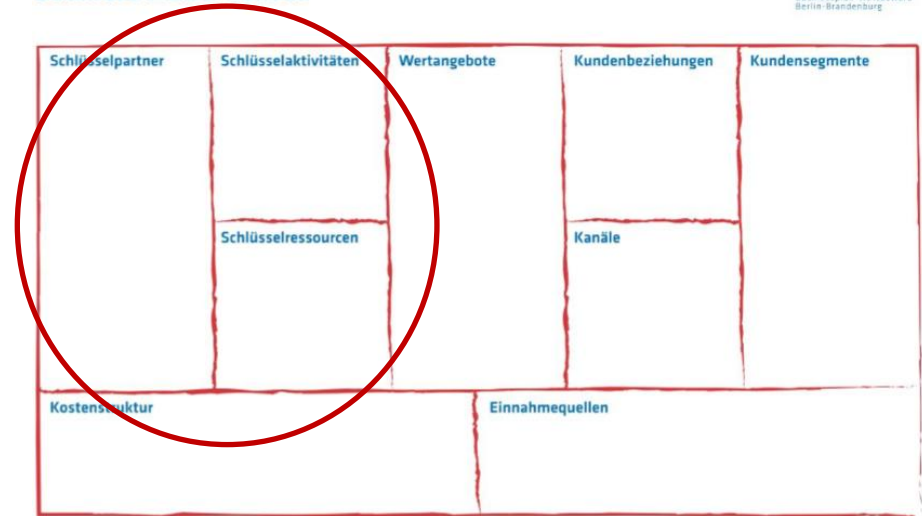 Berlin-Brandenburg
Schlüsselpartner
Schlüsselaktivitäten
Wertangebote
Kundenbeziehungen
Kundensegmente
Schlüsselressourcen
Kanäle
Kostenstruktur
Einnahmequellen